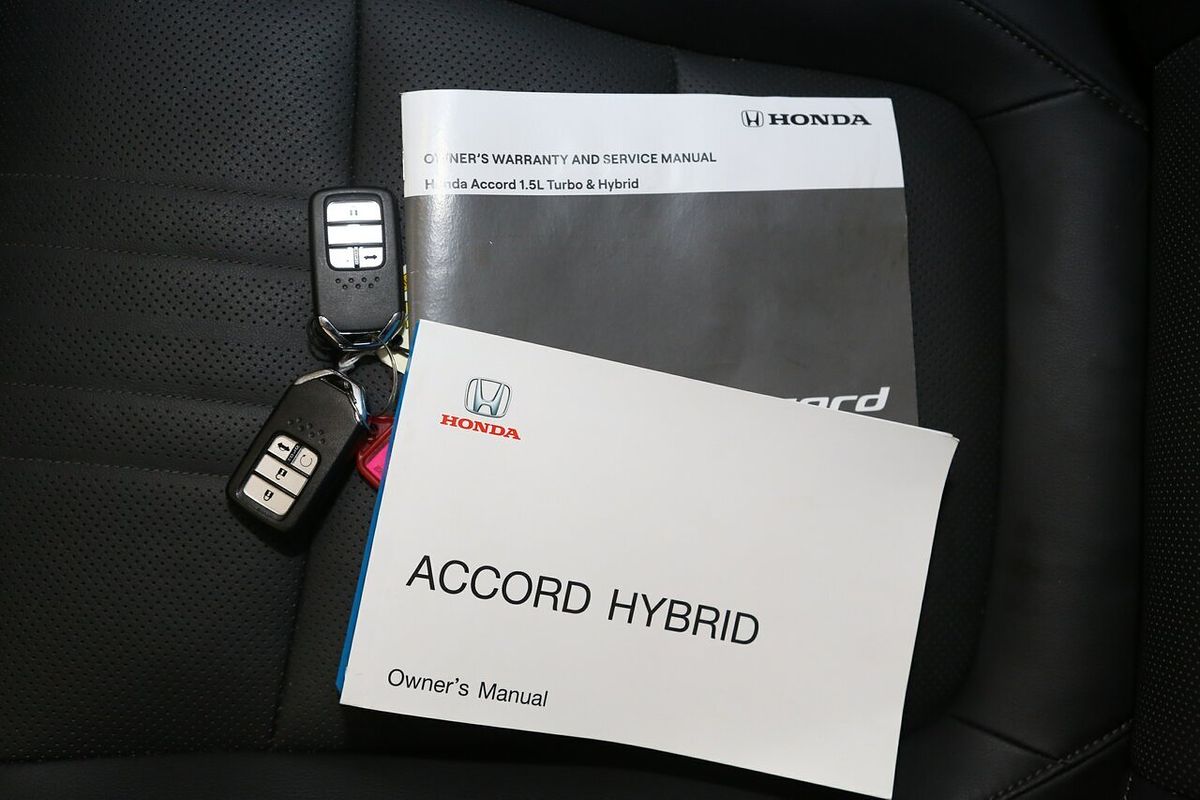 HONDA
OWNER'S WARRANTY AND SERVICE MANUAL
Honda Accord 1.5L Turbo & Hybrid
HONDA
ACCORD HYBRID
Owner's Manual